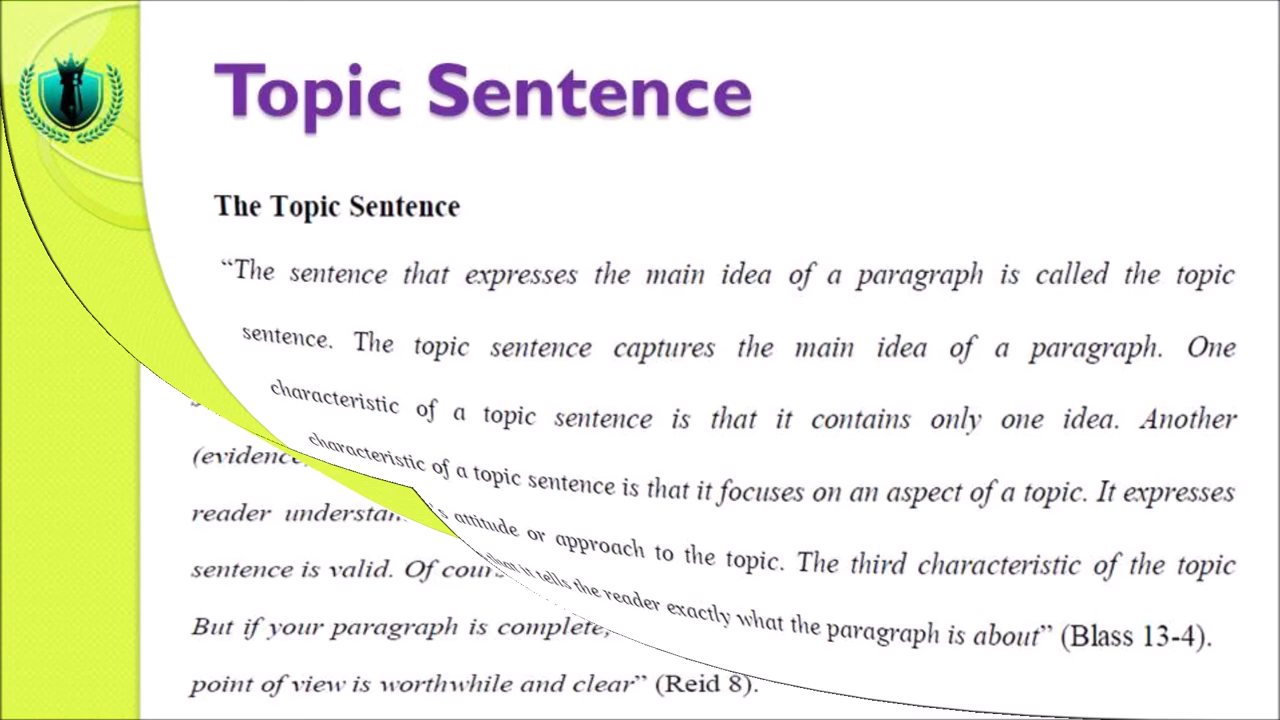 Topic Sentence
The Topic Sentence
“The sentence that expresses the main idea of a paragraph is called the topic
sentence. The topic sentence captures the main idea of a paragraph. One
characteristic of a topic sentence is that it contains only one idea. Another
characteristic of a topic sentence is that it focuses on an aspect of a topic. It expresses
attitude or approach to the topic. The third characteristic of the topic
that it tells the reader exactly what the paragraph is about” (Blass 13-4).
(evidence
reader
sentence is valid. Of
But if your paragraph is complete,
point of view is worthwhile and clear” (Reid 8).